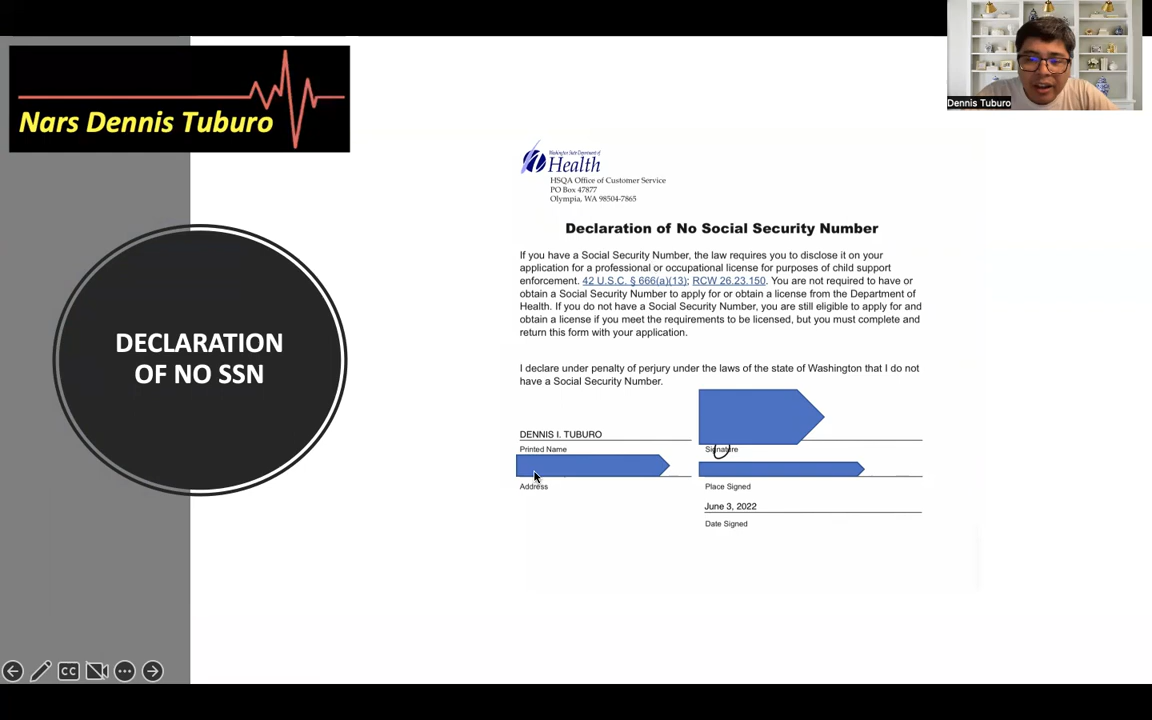 Nars Dennis Tuburo
Dennis Tuburo
DECLARATION
OF NO SSN
Washington State Department of
Health
HSQA Office of Customer Service
PO Box 47877
Olympia, WA 98504-7865
Declaration of No Social Security Number
If you have a Social Security Number, the law requires you to disclose it on your
application for a professional or occupational license for purposes of child support
enforcement. 42 U.S.C. § 666(a)(13); RCW 26.23.150. You are not required to have or
obtain a Social Security Number to apply for or obtain a license from the Department of
Health. If you do not have a Social Security Number, you are still eligible to apply for and
obtain a license if you meet the requirements to be licensed, but you must complete and
return this form with your application.
I declare under penalty of perjury under the laws of the state of Washington that I do not
have a Social Security Number.
DENNIS I. TUBURO
Printed Name
Signature
Address
Place Signed
June 3, 2022
Date Signed
CC